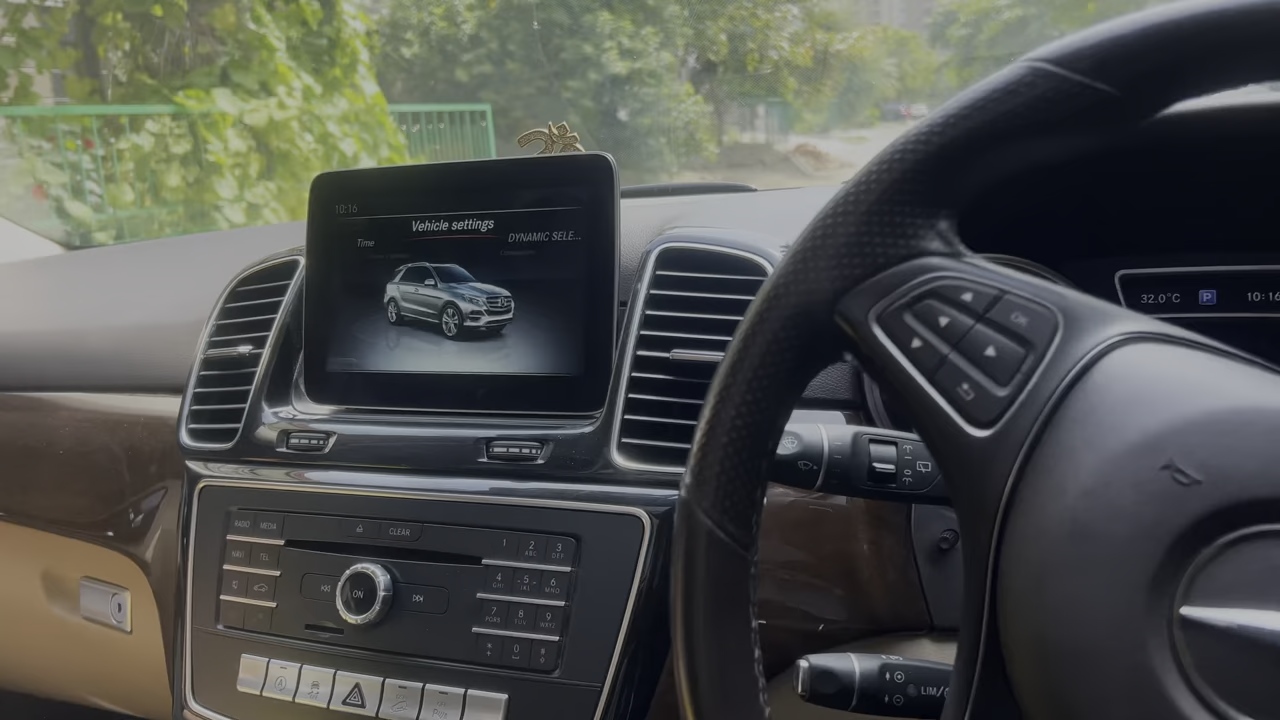 10:16
Vehicle settings
Time
DYNAMIC SELE...
32.0°C P 10:16
OK
RADIO MEDIA
CLEAR
NAVI TEL
ON
1 2 ABC 3 DEF
4 GHI 5 JKL 6 MNO
7 PQRS 8 TUV 9 WXYZ
* 0 #
LIM/